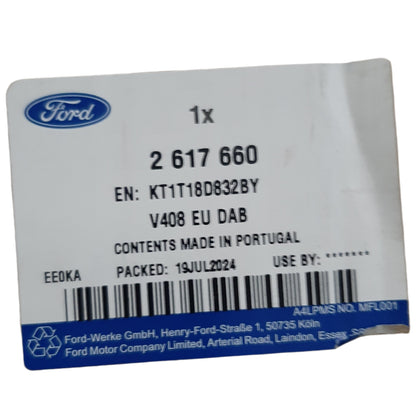 Ford
1x
2 617 660
EN: KT1T18D832BY
V408 EU DAB
CONTENTS MADE IN PORTUGAL
EE0KA PACKED: 19JUL2024 USE BY: *******
A4LPMS NO. MFL001
Ford-Werke GmbH, Henry-Ford-Straße 1, 50735 Köln
Ford Motor Company Limited, Arterial Road, Laindon, Essex